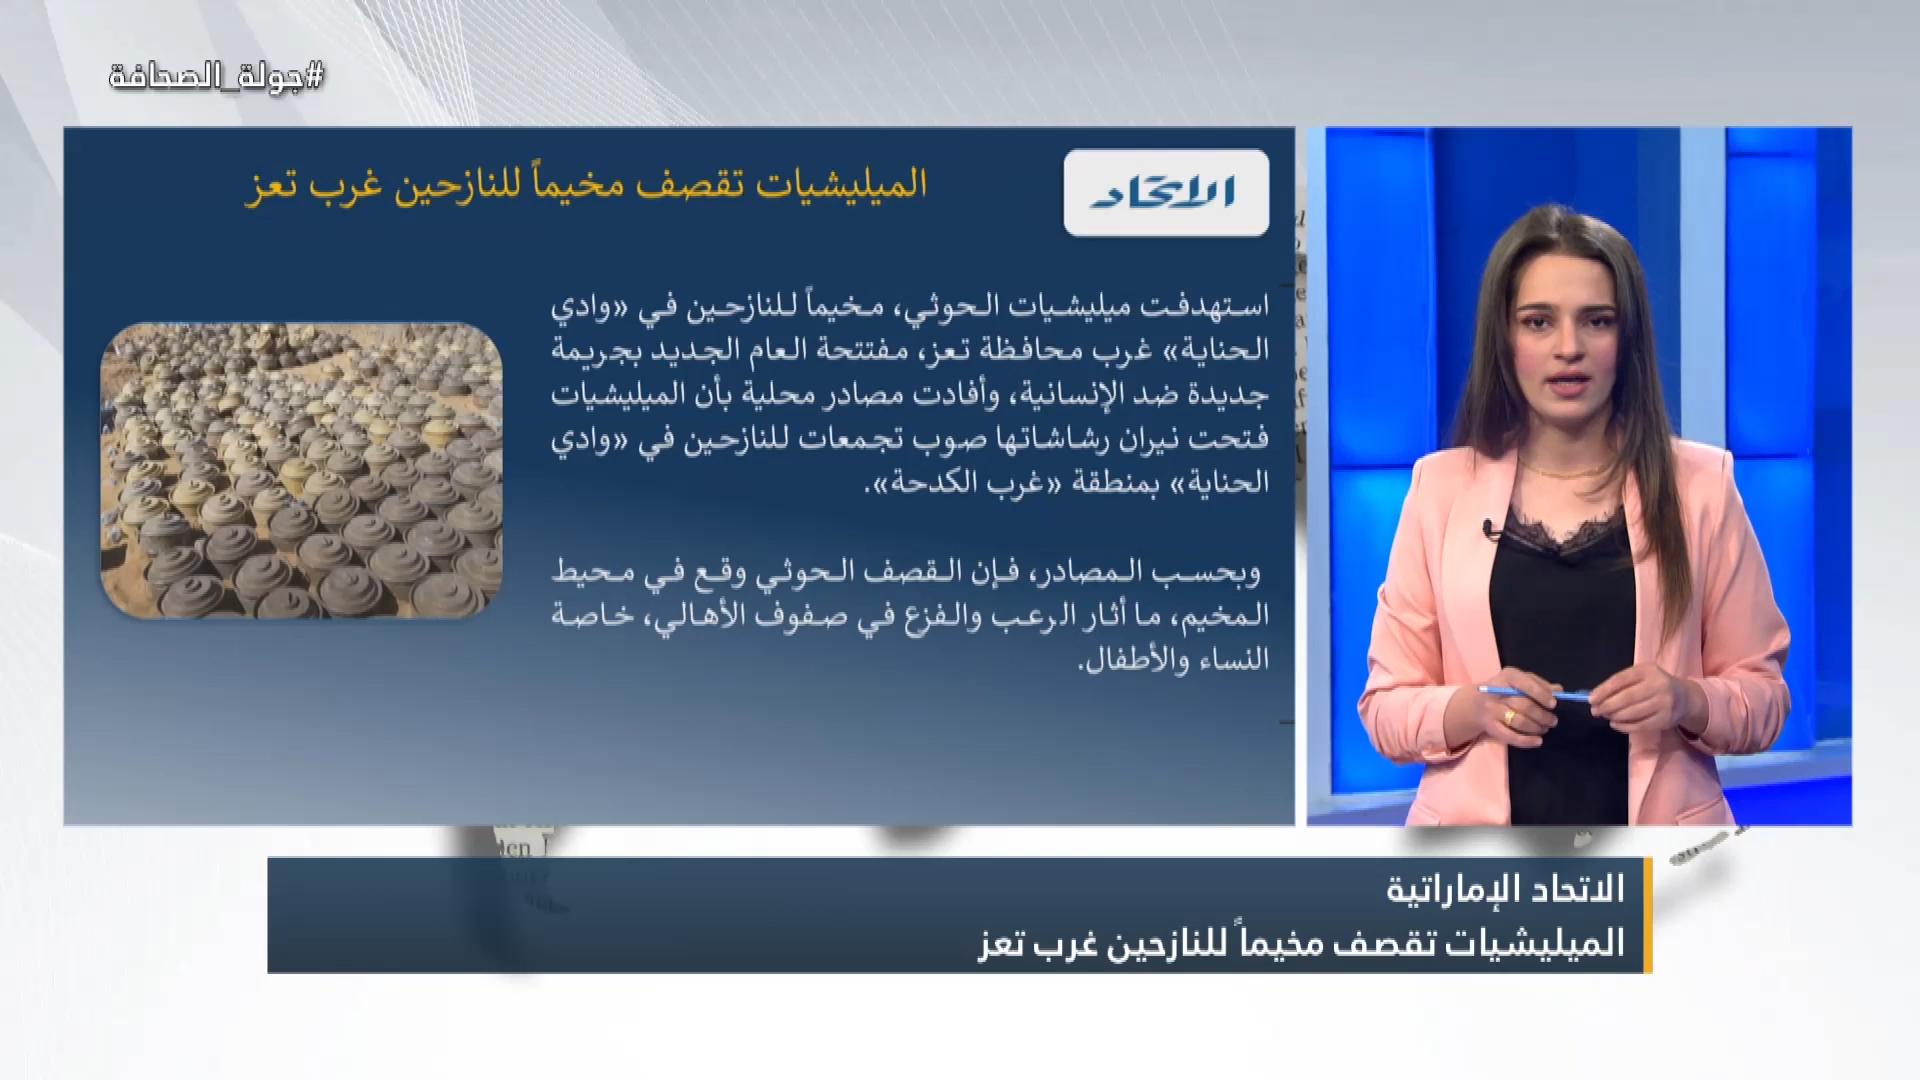 #جولة_الصحافة
الاتحاد
الميليشيات تقصف مخيماً للنازحين غرب تعز
استهدفت ميليشيات الحوثي، مخيماً للنازحين في «وادي
الحناية» غرب محافظة تعز، مفتتحة العام الجديد بجريمة
جديدة ضد الإنسانية، وأفادت مصادر محلية بأن الميليشيات
فتحت نيران رشاشاتها صوب تجمعات للنازحين في «وادي
الحناية» بمنطقة «غرب الكدحة».
وبحسب المصادر، فإن القصف الحوثي وقع في محيط
المخيم، ما أثار الرعب والفزع في صفوف الأهالي، خاصة
النساء والأطفال.
الاتحاد الإماراتية
الميليشيات تقصف مخيماً للنازحين غرب تعز